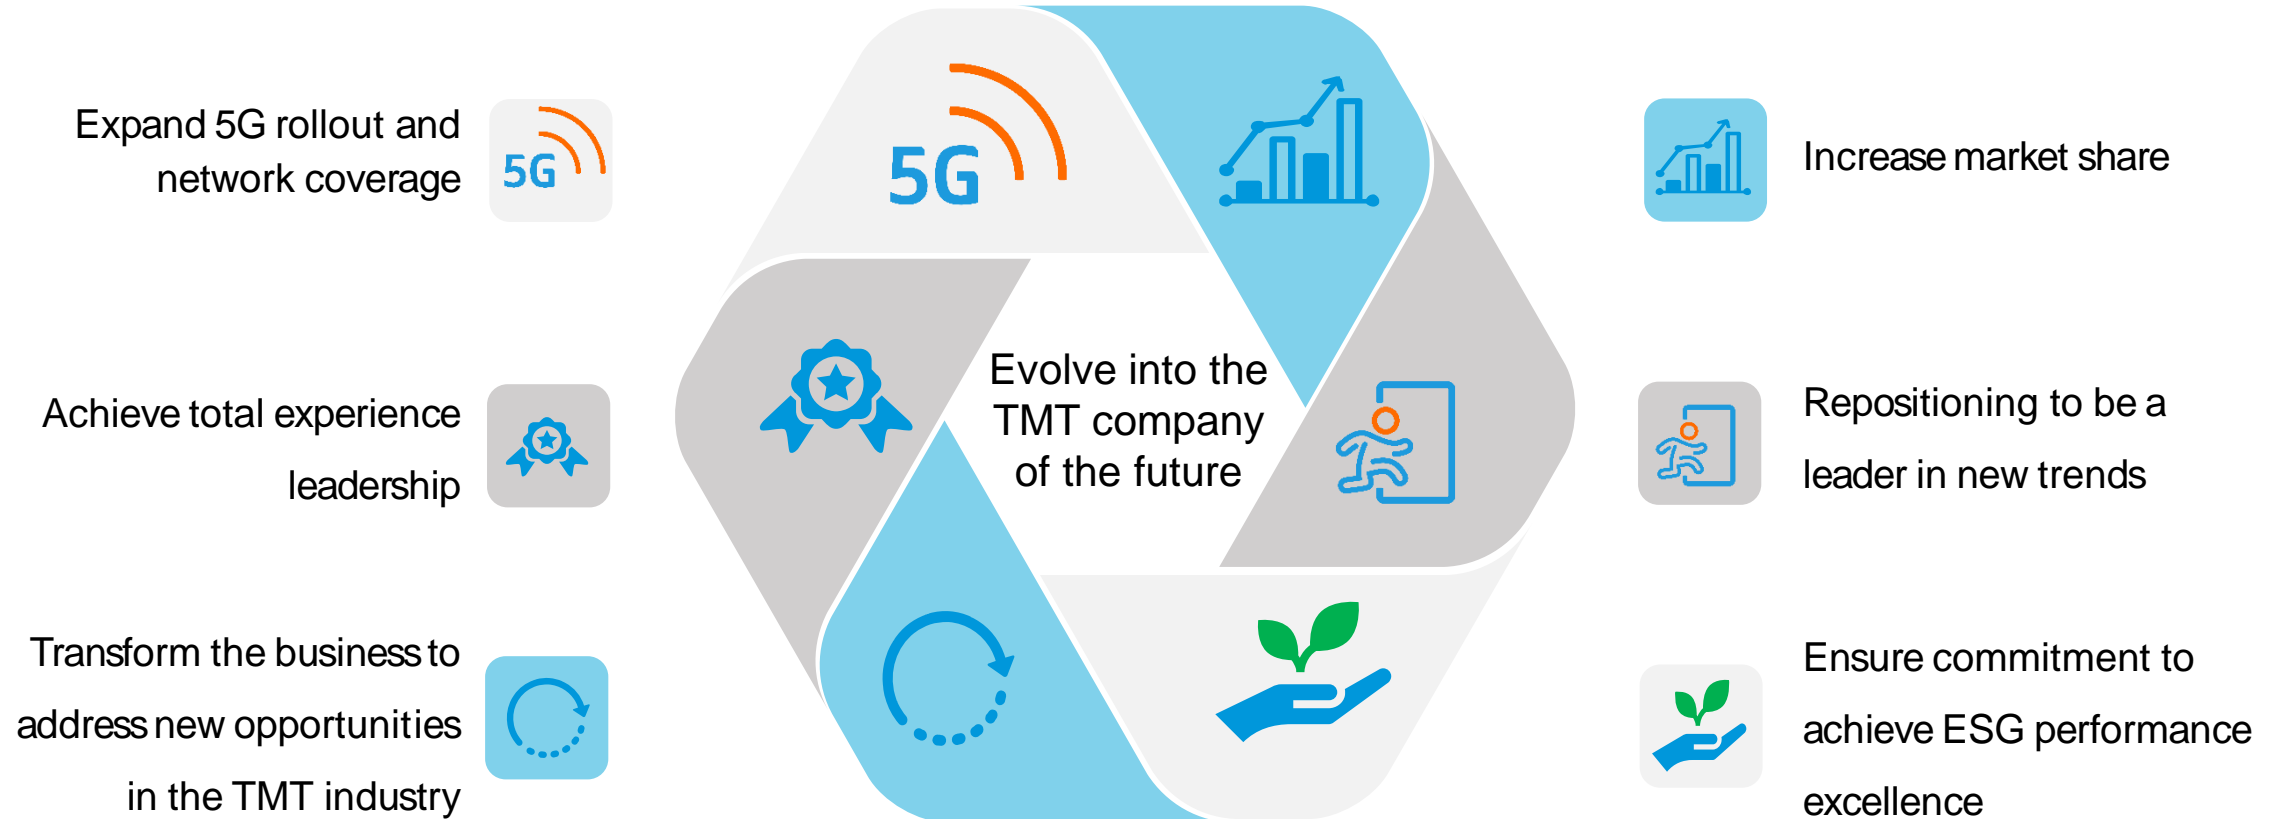 Expand 5G rollout and
network coverage
5G
Achieve total experience
leadership
Transform the business to
address new opportunities
in the TMT industry
5G
Evolve into the
TMT company
of the future
Increase market share
Repositioning to be a
leader in new trends
Ensure commitment to
achieve ESG performance
excellence